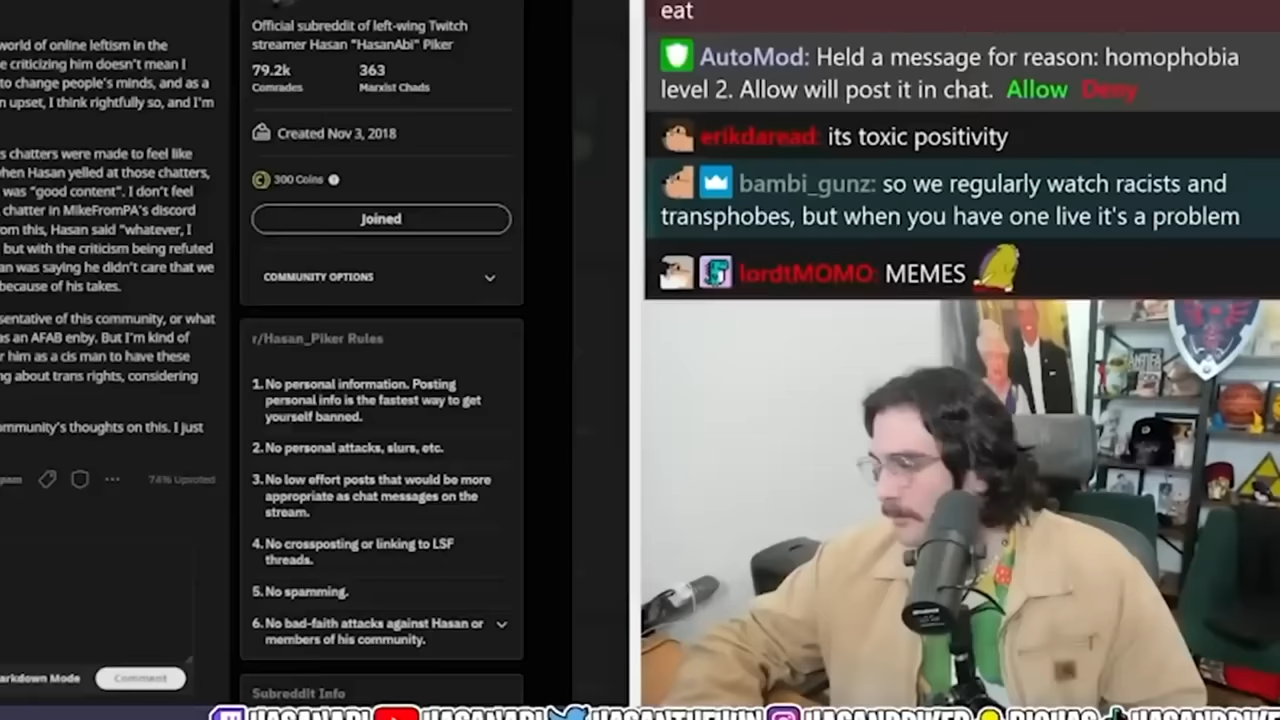 world of online leftism in the
e criticizing him doesn't mean I
to change people's minds, and as a
n upset, I think rightfully so, and I'm
s chatters were made to feel like
when Hasan yelled at those chatters,
was "good content". I don't feel
chatter in MikeFromPA's discord
om this, Hasan said "whatever, I
but with the criticism being refuted
an was saying he didn't care that we
because of his takes.
sentative of this community, or what
as an AFAB enby. But I'm kind of
r him as a cis man to have these
ng about trans rights, considering
ommunity's thoughts on this. I just
74% Upvoted
arkdown Mode
Comment
Official subreddit of left-wing Twitch
streamer Hasan "HasanAbi" Piker
79.2k 363
Comrades Marxist Chads
Created Nov 3, 2018
300 Coins
Joined
COMMUNITY OPTIONS
r/Hasan_Piker Rules
1. No personal information. Posting
personal info is the fastest way to get
yourself banned.
2. No personal attacks, slurs, etc.
3. No low effort posts that would be more
appropriate as chat messages on the
stream.
4. No crossposting or linking to LSF
threads.
5. No spamming.
6. No bad-faith attacks against Hasan or
members of his community.
Subreddit Info
eat
AutoMod: Held a message for reason: homophobia
level 2. Allow will post it in chat. Allow Deny
erikdaread: its toxic positivity
bambi_gunz: so we regularly watch racists and
transphobes, but when you have one live it's a problem
lordtMOMO: MEMES
ANTIFA
HASANABI HASANABI HASANTHEHUN HASANDPIKER